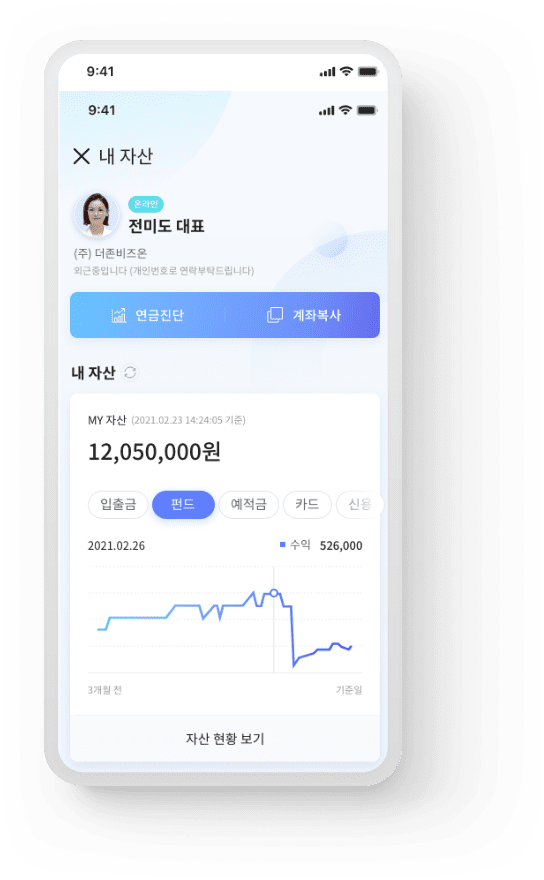 9:41
9:41
내 자산
온라인
전미도 대표
(주) 더존비즈온
외근중입니다 (개인번호로 연락부탁드립니다)
연금진단 계좌복사
내 자산
MY 자산 (2021.02.23 14:24:05 기준)
12,050,000원
입출금 펀드 예적금 카드 신용
2021.02.26 수익 526,000
3개월 전 기준일
자산 현황 보기